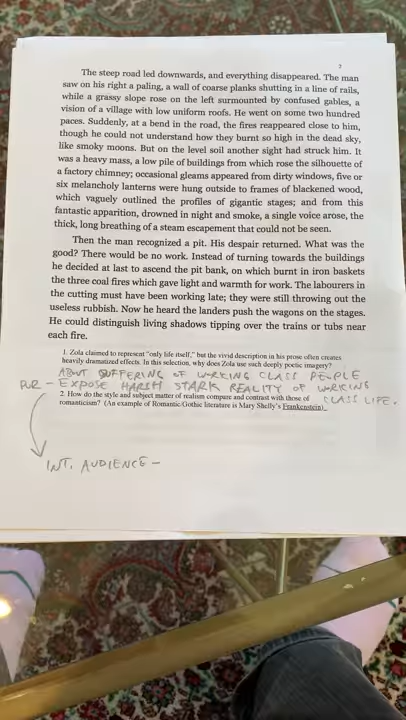 The steep road led downwards, and everything disappeared. The man
saw on his right a paling, a wall of coarse planks shutting in a line of rails,
while a grassy slope rose on the left surmounted by confused gables, a
vision of a village with low uniform roofs. He went on some two hundred
paces. Suddenly, at a bend in the road, the fires reappeared close to him,
though he could not understand how they burnt so high in the dead sky,
like smoky moons. But on the level soil another sight had struck him. It
was a heavy mass, a low pile of buildings from which rose the silhouette of
a factory chimney; occasional gleams appeared from dirty windows, five or
six melancholy lanterns were hung outside to frames of blackened wood,
which vaguely outlined the profiles of gigantic stages; and from this
fantastic apparition, drowned in night and smoke, a single voice arose, the
thick, long breathing of a steam escapement that could not be seen.
Then the man recognized a pit. His despair returned. What was the
good? There would be no work. Instead of turning towards the buildings
he decided at last to ascend the pit bank, on which burnt in iron baskets
the three coal fires which gave light and warmth for work. The labourers in
the cutting must have been working late; they were still throwing out the
useless rubbish. Now he heard the landers push the wagons on the stages.
He could distinguish living shadows tipping over the trains or tubs near
each fire.
1. Zola claimed to represent "only life itself," but the vivid description in his prose often creates
heavily dramatized effects. In this selection, why does Zola use such deeply poetic imagery?
ABOUT SUFFERING OF WORKING CLASS PEOPLE
PUR - EXPOSE HARSH STARK REALITY OF WORKING
CLASS LIFE.
2. How do the style and subject matter of realism compare and contrast with those of
romanticism? (An example of Romantic/Gothic literature is Mary Shelly's Frankenstein)
INT. AUDIENCE -